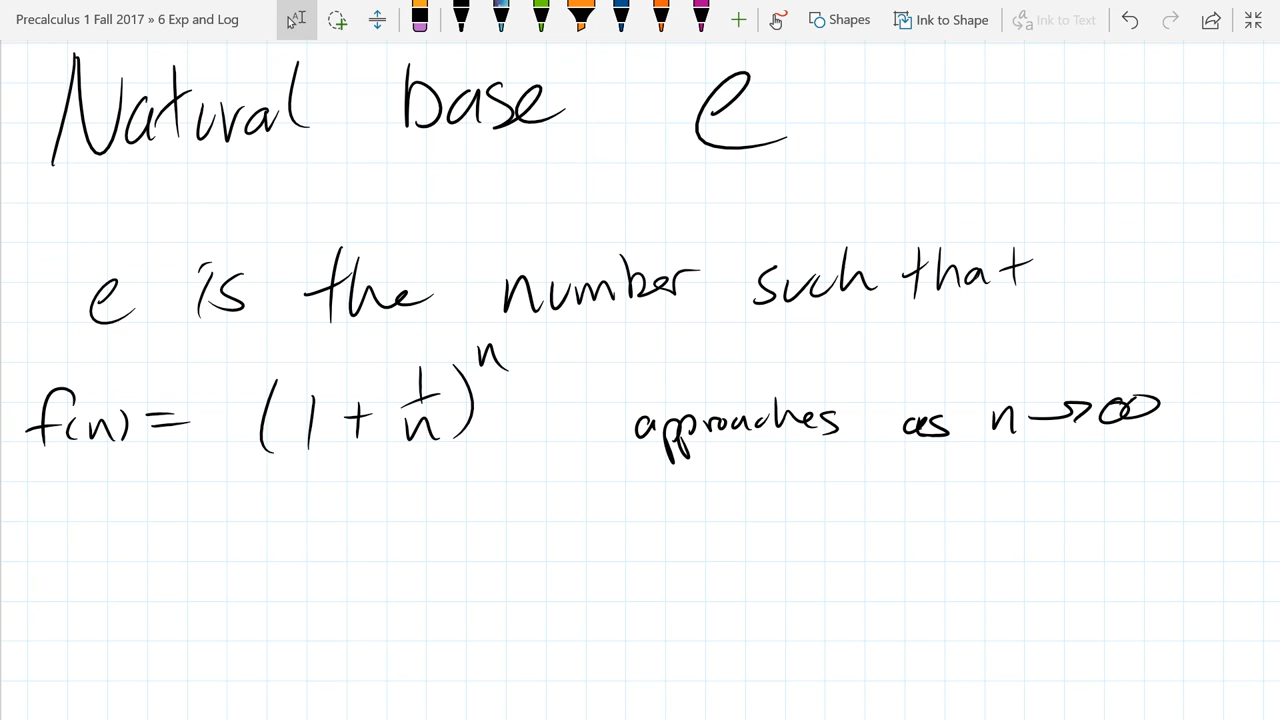 Precalculus 1 Fall 2017 » 6 Exp and Log
Shapes
Ink to Shape
Ink to Text
Natural base e
e is the number such that
f(n) = (1 + 1/n)^n approaches as n → ∞